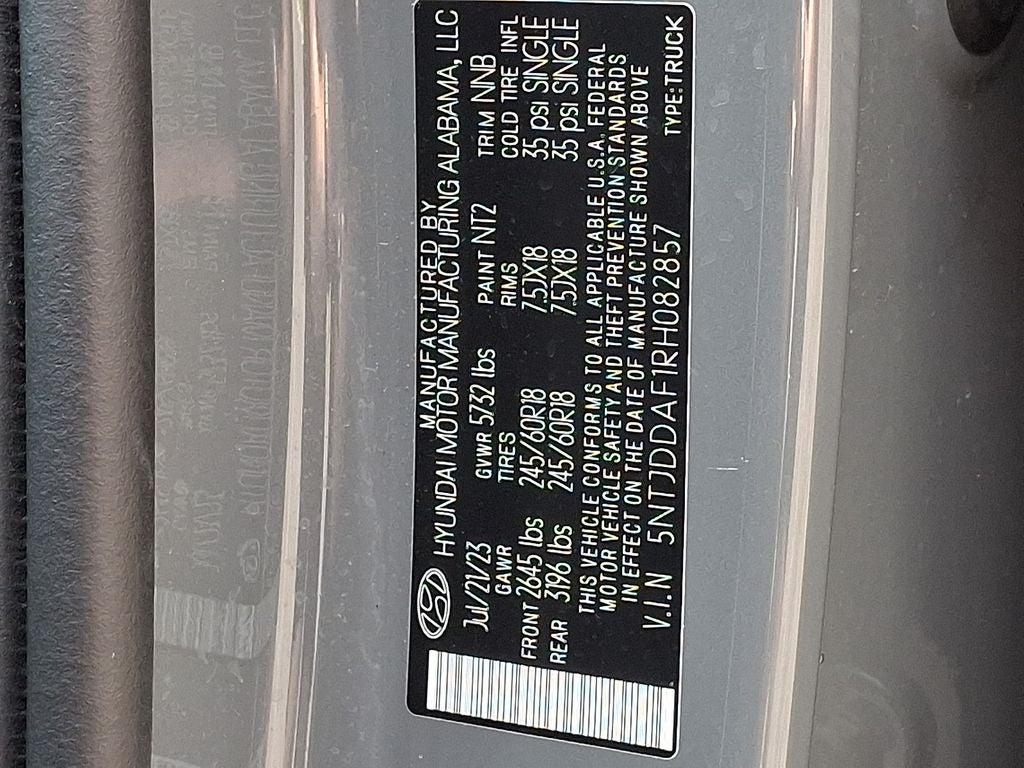 MANUFACTURED BY
HYUNDAI MOTOR MANUFACTURING ALABAMA, LLC
Jul/21/23 GVWR 5732 lbs PAINT NT2 TRIM NNB
GAWR TIRES RIMS COLD TIRE INFL
FRONT 2645 lbs 245/60R18 7.5JX18 35 psi SINGLE
REAR 3196 lbs 245/60R18 7.5JX18 35 psi SINGLE
THIS VEHICLE CONFORMS TO ALL APPLICABLE U.S.A. FEDERAL
MOTOR VEHICLE SAFETY AND THEFT PREVENTION STANDARDS
IN EFFECT ON THE DATE OF MANUFACTURE SHOWN ABOVE
V.I.N 5NTJDDAF1RH082857 TYPE:TRUCK